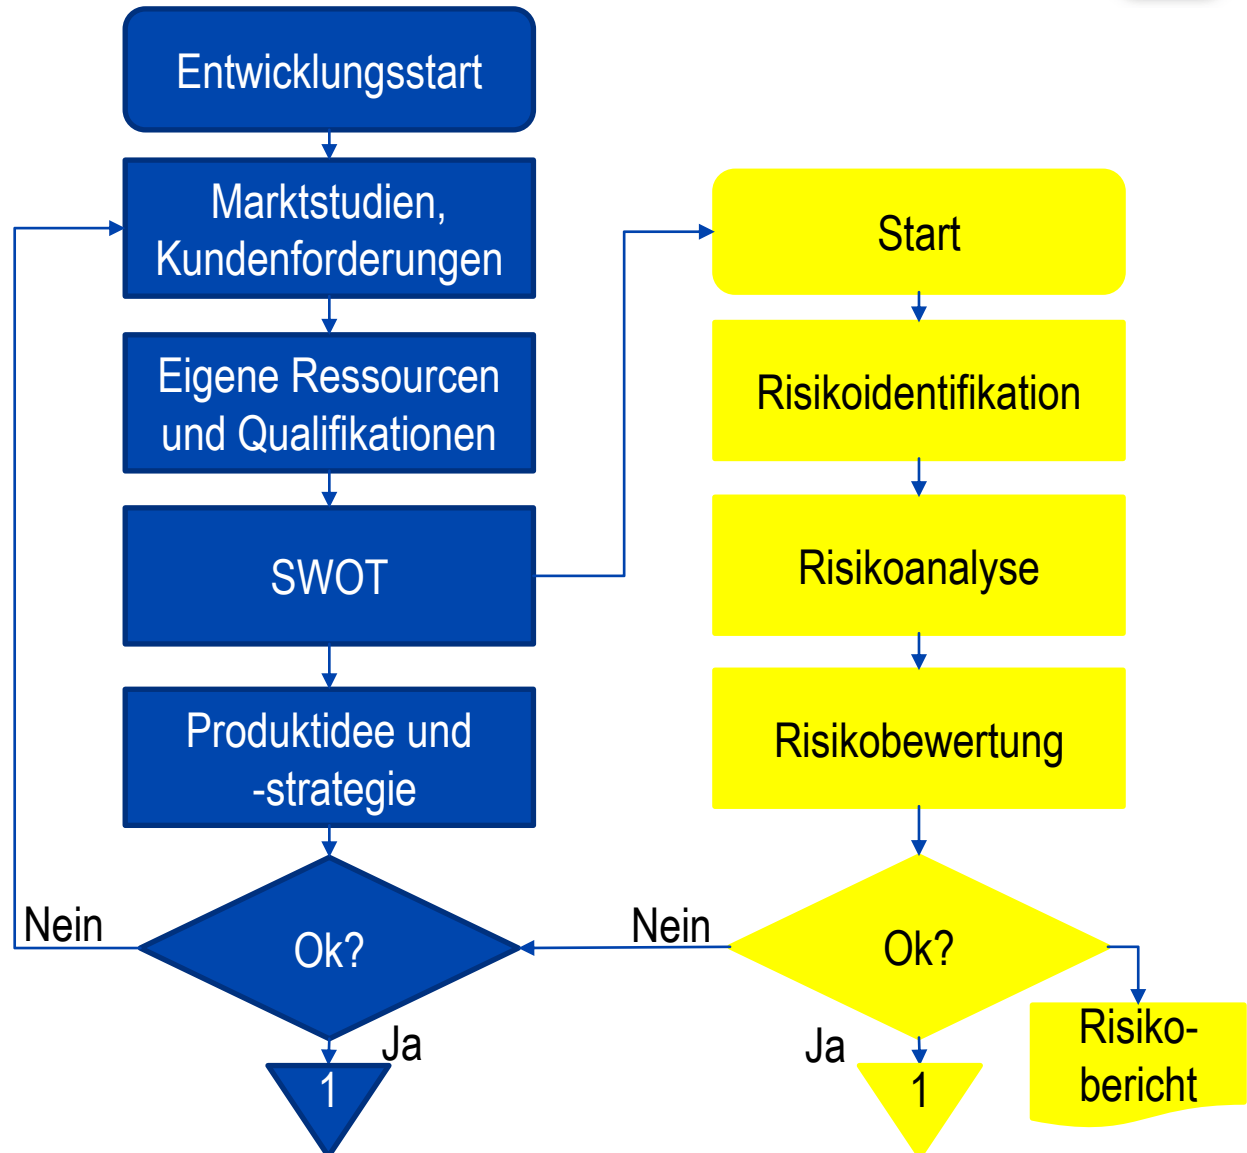 Entwicklungsstart
Marktstudien,
Kundenforderungen
Eigene Ressourcen
und Qualifikationen
SWOT
Produktidee und
-strategie
Nein
Ok?
Ja
1
Start
Risikoidentifikation
Risikoanalyse
Risikobewertung
Nein
Ok?
Ja
1
Risiko-
bericht